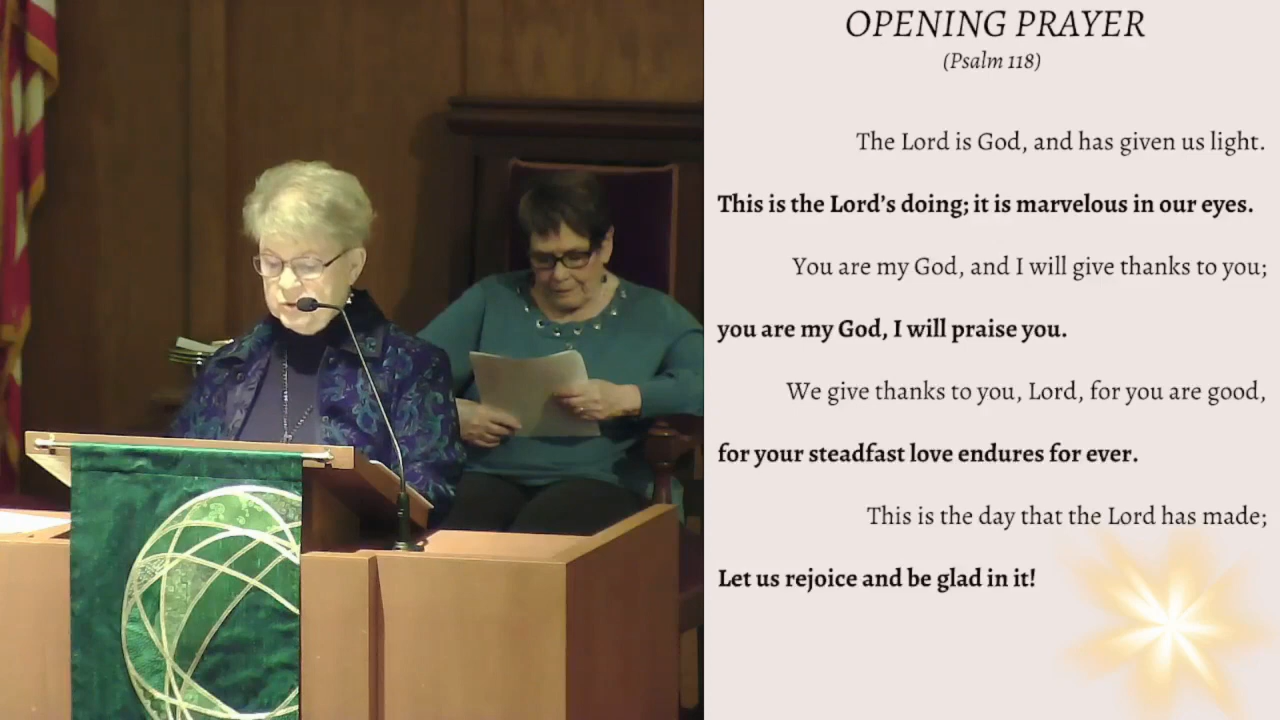 OPENING PRAYER
(Psalm 118)
The Lord is God, and has given us light.
This is the Lord's doing; it is marvelous in our eyes.
You are my God, and I will give thanks to you;
you are my God, I will praise you.
We give thanks to you, Lord, for you are good,
for your steadfast love endures for ever.
This is the day that the Lord has made;
Let us rejoice and be glad in it!